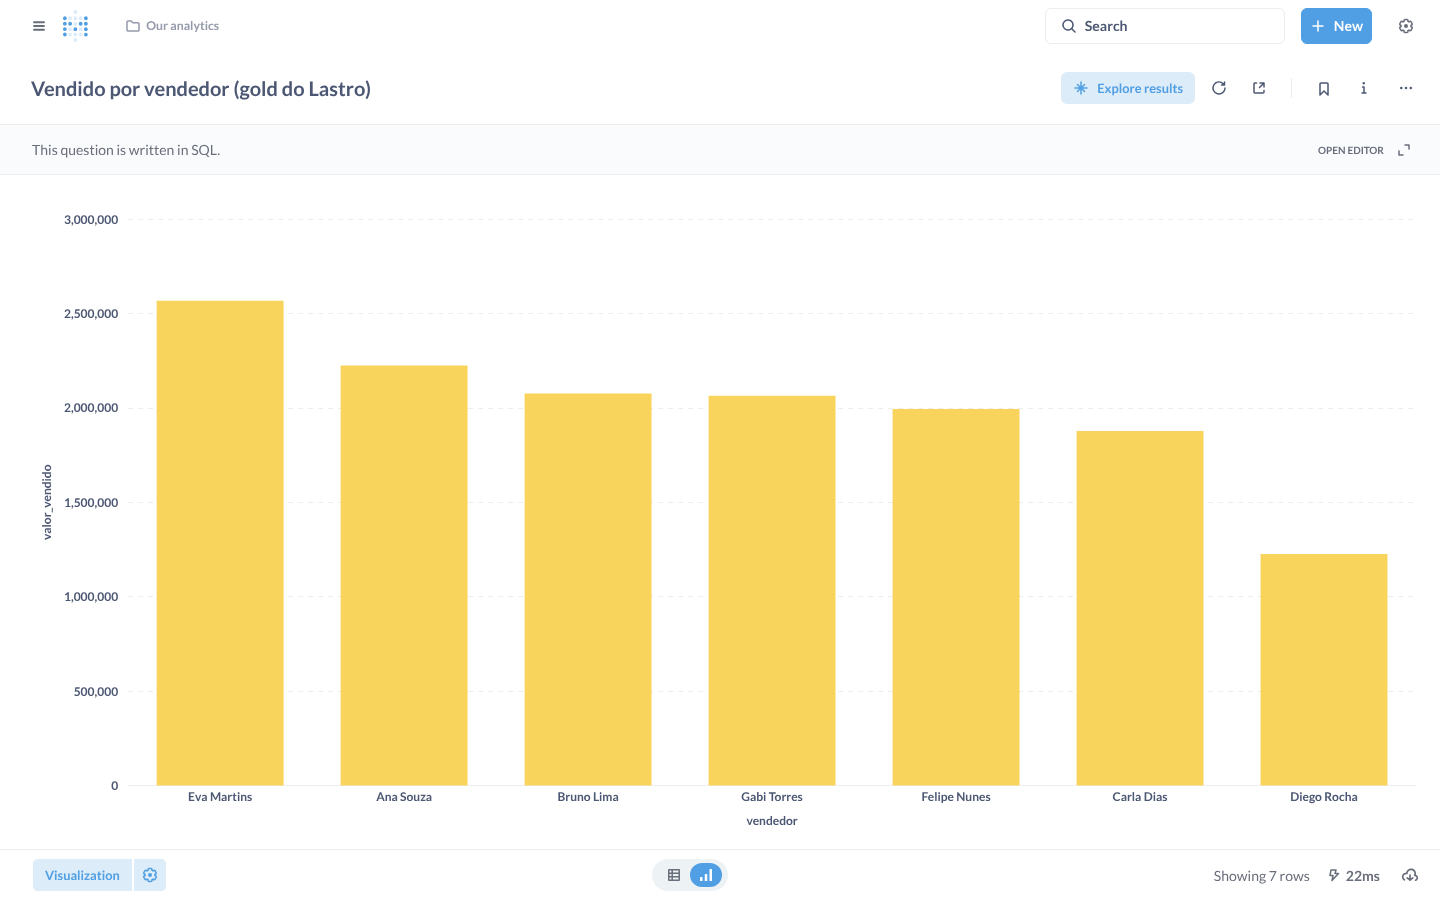 Our analytics
Search
New
Vendido por vendedor (gold do Lastro)
Explore results
This question is written in SQL.
OPEN EDITOR
3,000,000
2,500,000
2,000,000
1,500,000
1,000,000
500,000
0
valor_vendido
Eva Martins
Ana Souza
Bruno Lima
Gabi Torres
Felipe Nunes
Carla Dias
Diego Rocha
vendedor
Visualization
Showing 7 rows
22ms